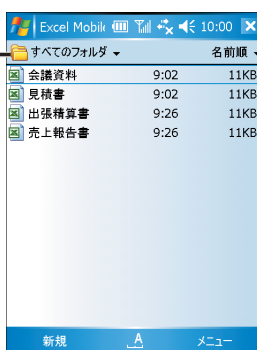 Excel Mobile 10:00
すべてのフォルダ 名前順
会議資料 9:02 11KB
見積書 9:02 11KB
出張精算書 9:26 11KB
売上報告書 9:26 11KB
新規 A メニュー